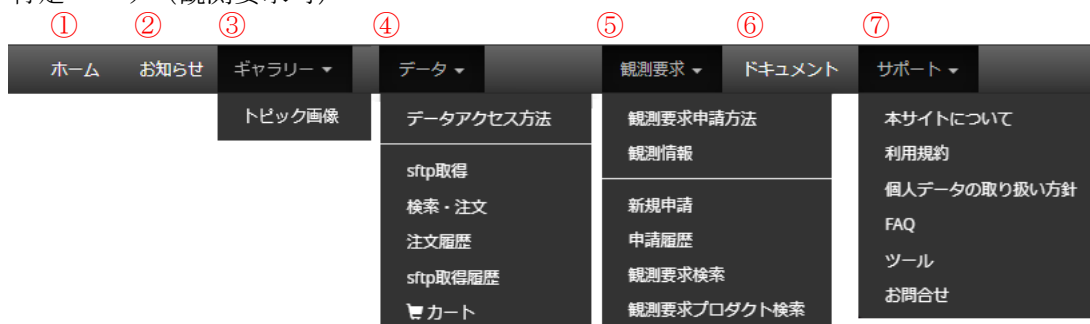 ① ② ③ ④ ⑤ ⑥ ⑦
ホーム お知らせ ギャラリー ▾ データ ▾ 観測要求 ▾ ドキュメント サポート ▾
トピック画像
データアクセス方法
sftp取得
検索・注文
注文履歴
sftp取得履歴
カート
観測要求申請方法
観測情報
新規申請
申請履歴
観測要求検索
観測要求プロダクト検索
本サイトについて
利用規約
個人データの取り扱い方針
FAQ
ツール
お問合せ